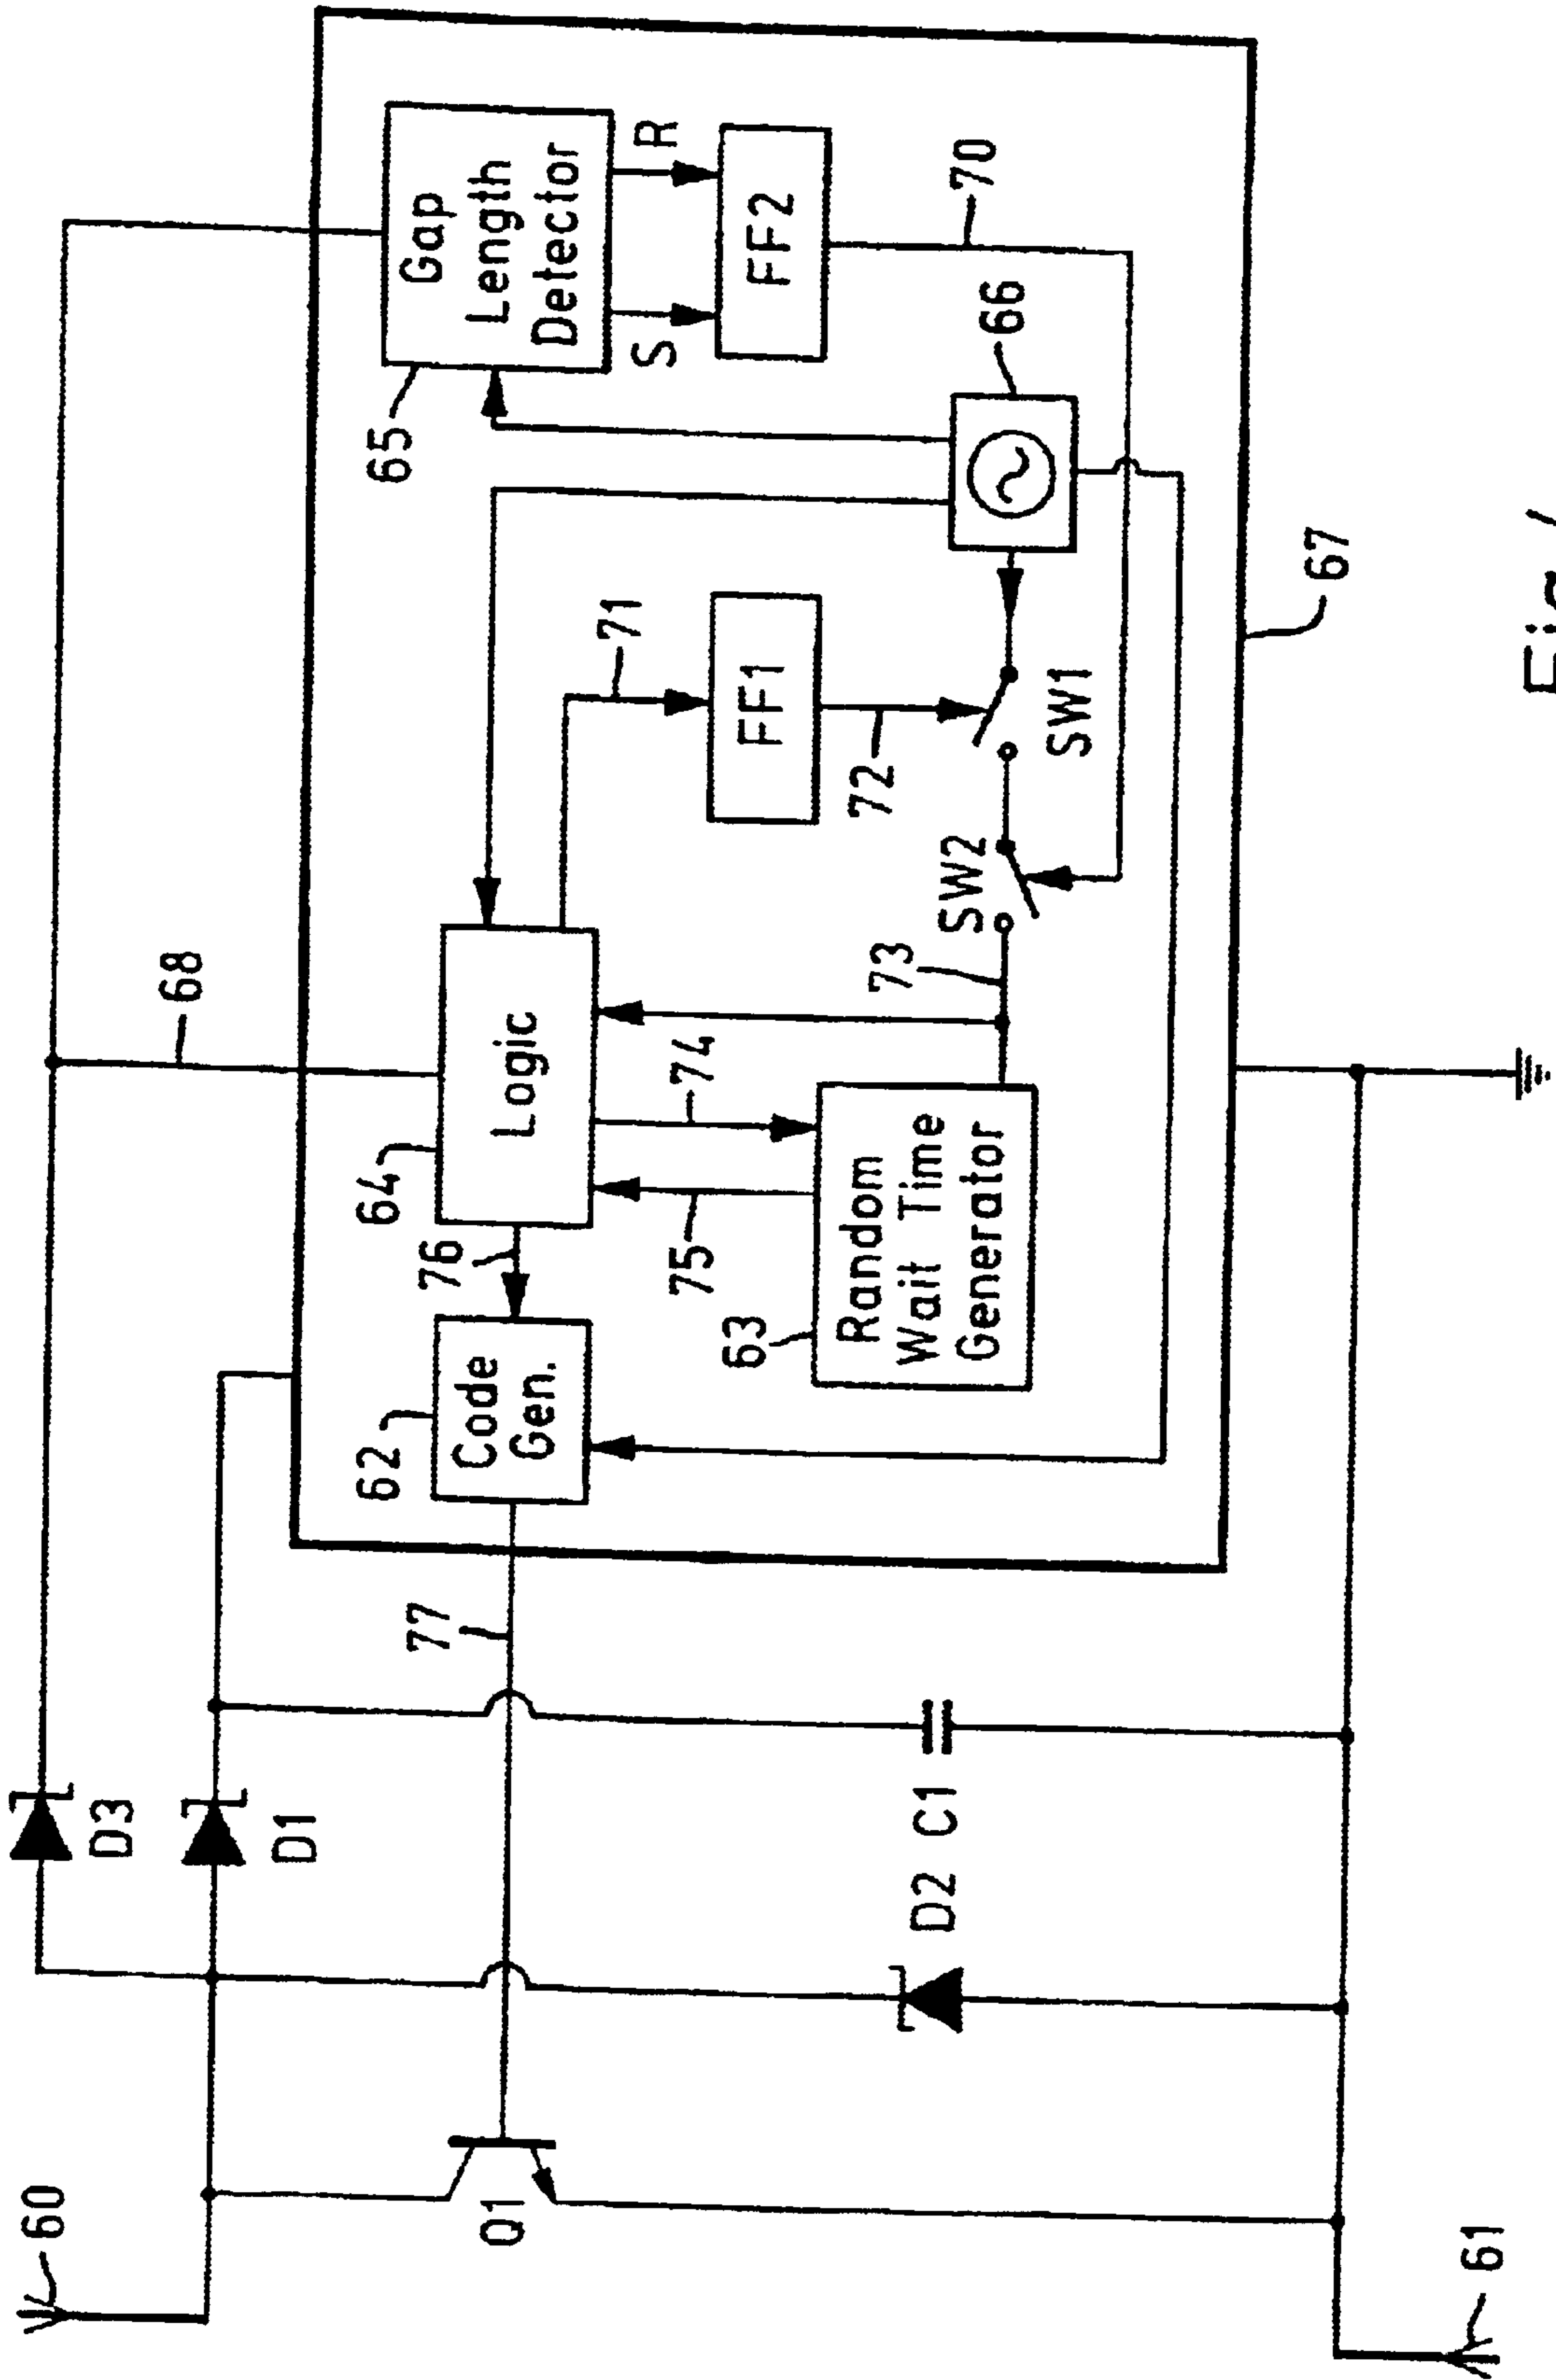 60
D3
D1
Q1
77
D2
C1
61
68
62
Code
Gen.
76
64
Logic
75
74
63
Random
Wait Time
Generator
73
SW2
71
FF1
72
SW1
65
Gap
Length
Detector
S
R
FF2
66
70
67